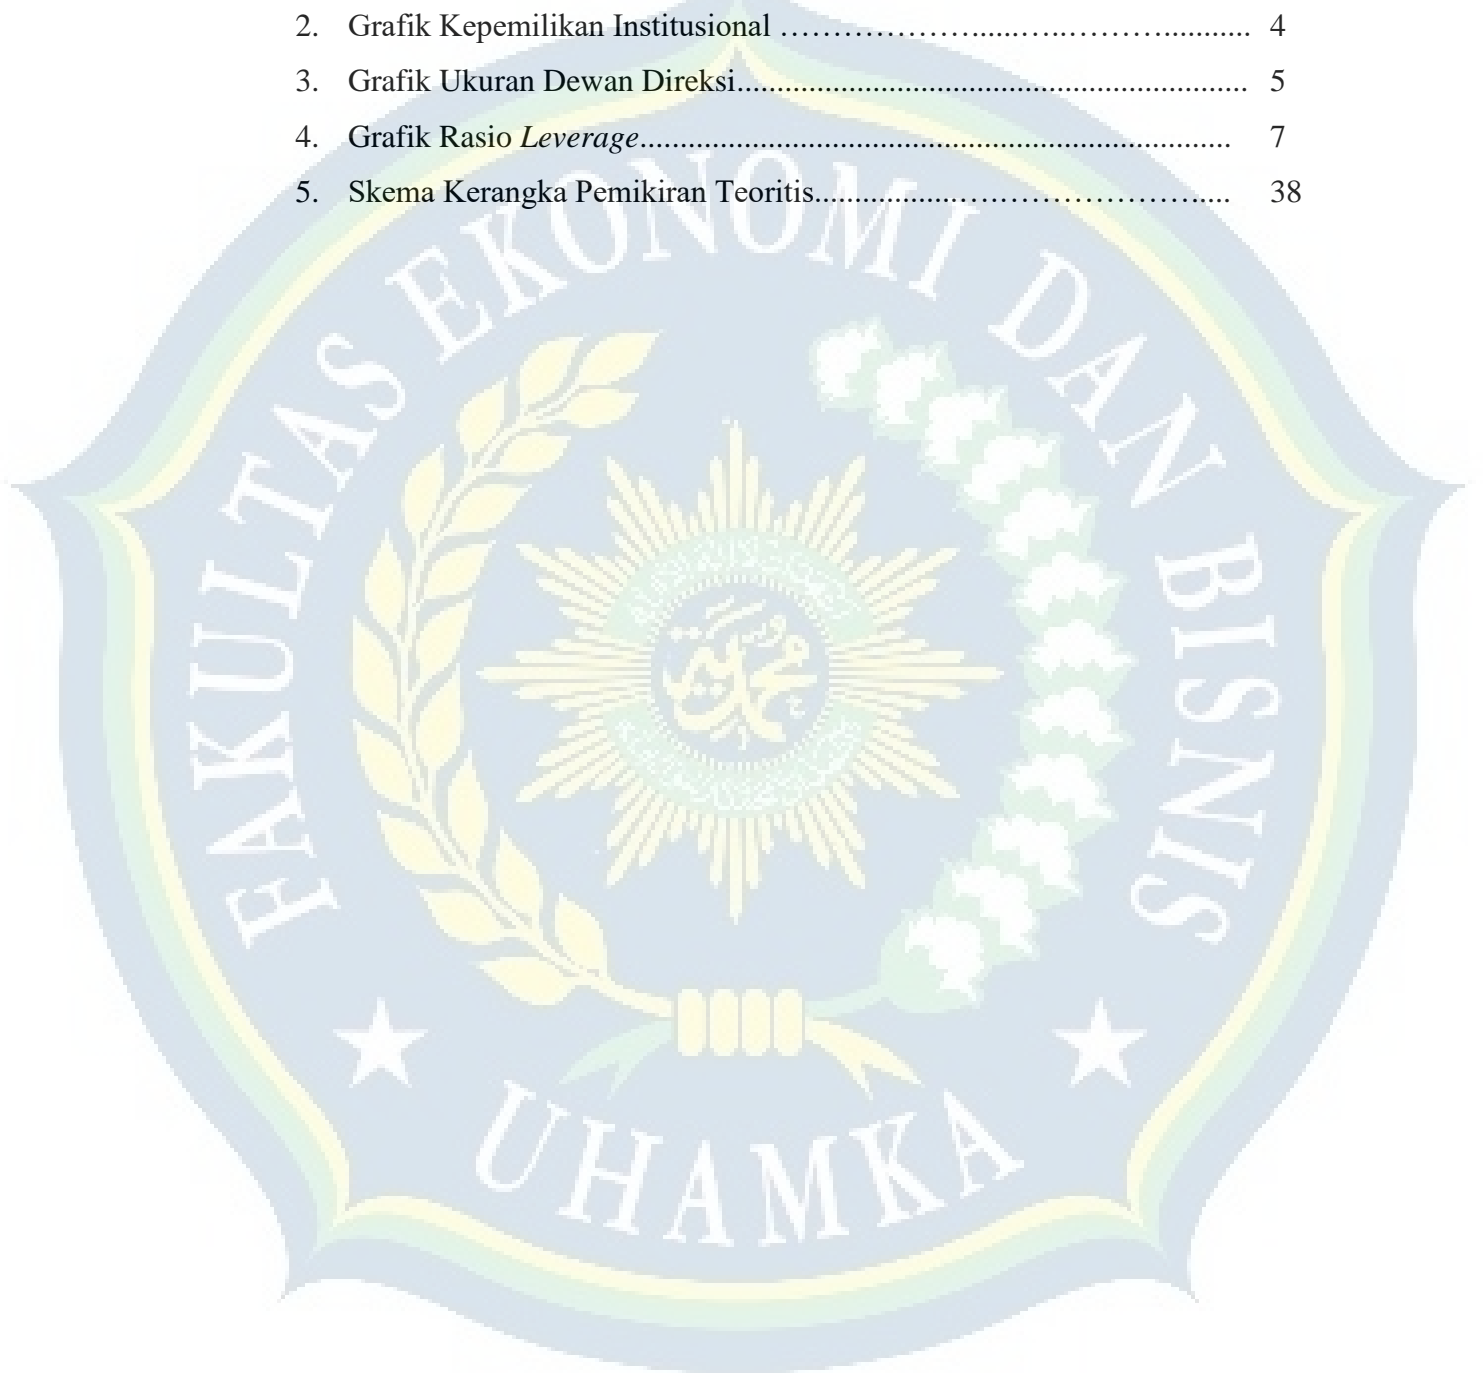 2. Grafik Kepemilikan Institusional ………………….....…..………........... 4
3. Grafik Ukuran Dewan Direksi................................................................ 5
4. Grafik Rasio Leverage.......................................................................... 7
5. Skema Kerangka Pemikiran Teoritis..................…………………….... 38
FAKULTAS EKONOMI DAN BISNIS
محمدية
UHAMKA